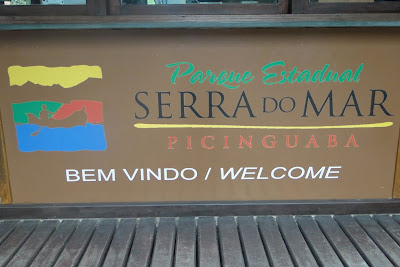 Parque Estadual
SERRA DO MAR
PICINGUABA
BEM VINDO / WELCOME